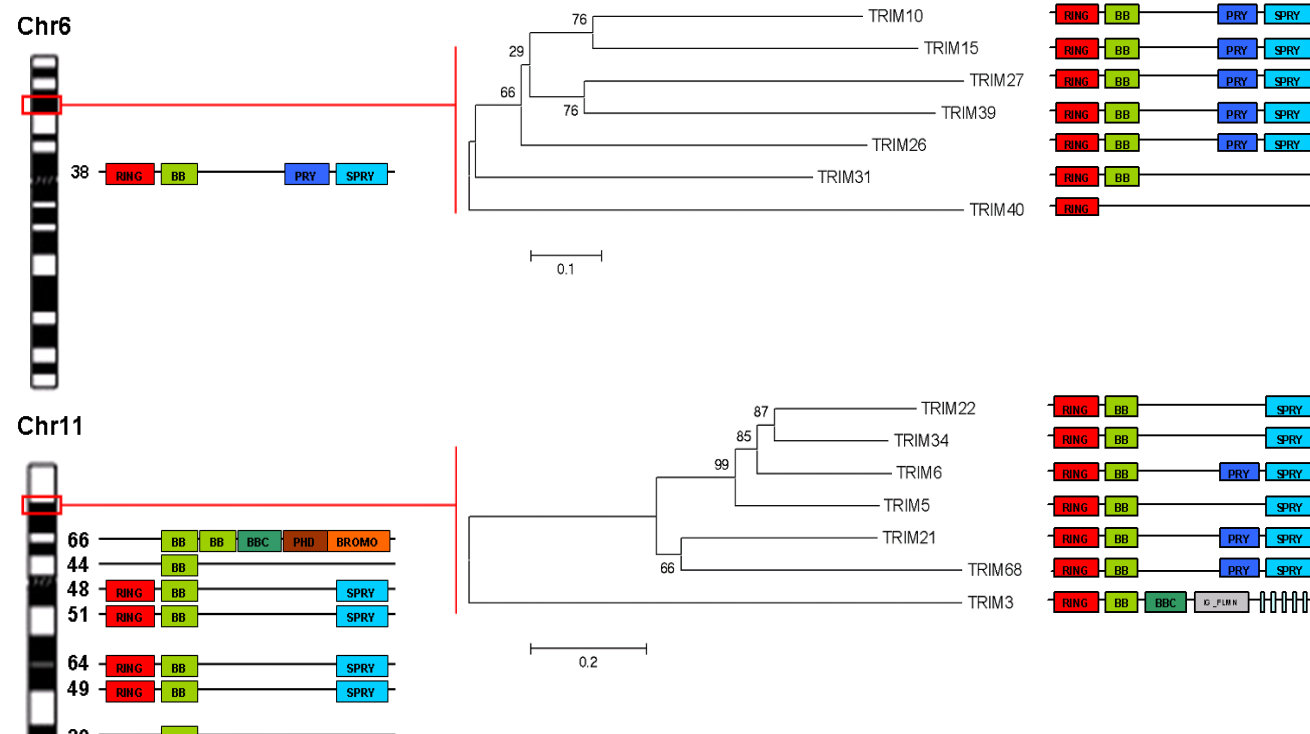 Chr6
76
TRIM10
RING BB PRY SPRY
29
TRIM15
RING BB PRY SPRY
TRIM27
RING BB PRY SPRY
66
76
TRIM39
RING BB PRY SPRY
TRIM26
RING BB PRY SPRY
38 RING BB PRY SPRY
TRIM31
RING BB
TRIM40
RING
0.1
Chr11
87
TRIM22
RING BB SPRY
85
TRIM34
RING BB SPRY
99
TRIM6
RING BB PRY SPRY
TRIM5
RING BB SPRY
66 BB BB BBC PHD BROMO
TRIM21
RING BB PRY SPRY
44 BB
66
TRIM68
RING BB PRY SPRY
48 RING BB SPRY
TRIM3
RING BB BBC IG_FLMN
51 RING BB SPRY
0.2
64 RING BB SPRY
49 RING BB SPRY